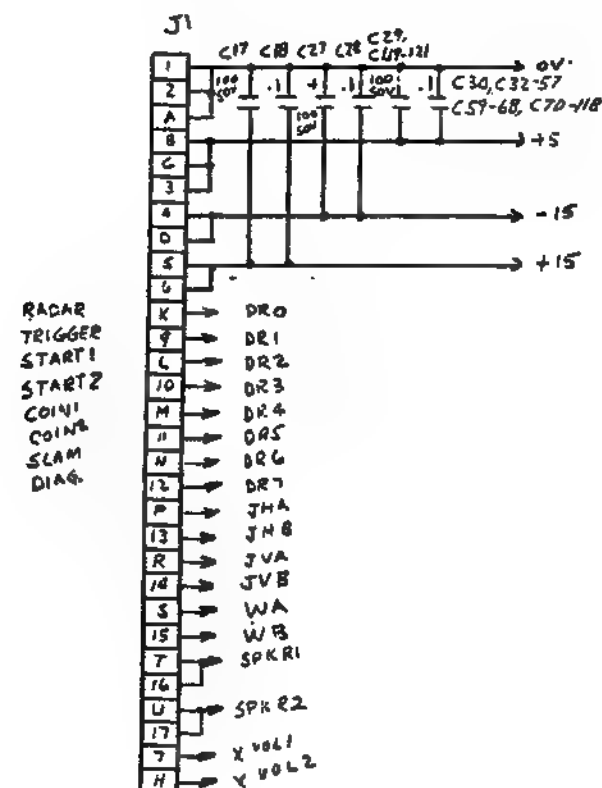 J1
C29,
C17 C18 C27 C28 C119-121
1 0V
2 100 50V .1 + 100 50V .1 100 50V .1 C30, C32-57
A C59-68, C70-118
B +5
C
3
4 -15
D
5 +15
6
RADAR K DR0
TRIGGER 9 DR1
START1 L DR2
START2 10 DR3
COIN1 M DR4
COIN2 11 DR5
SLAM N DR6
DIAG. 12 DR7
P JHA
13 JHB
R JVA
14 JVB
S WA
15 WB
T SPKR1
16
U SPKR2
17
7 X VOL1
H Y VOL2